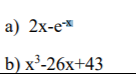 a) 2x-e⁻ˣ
b) x³-26x+43